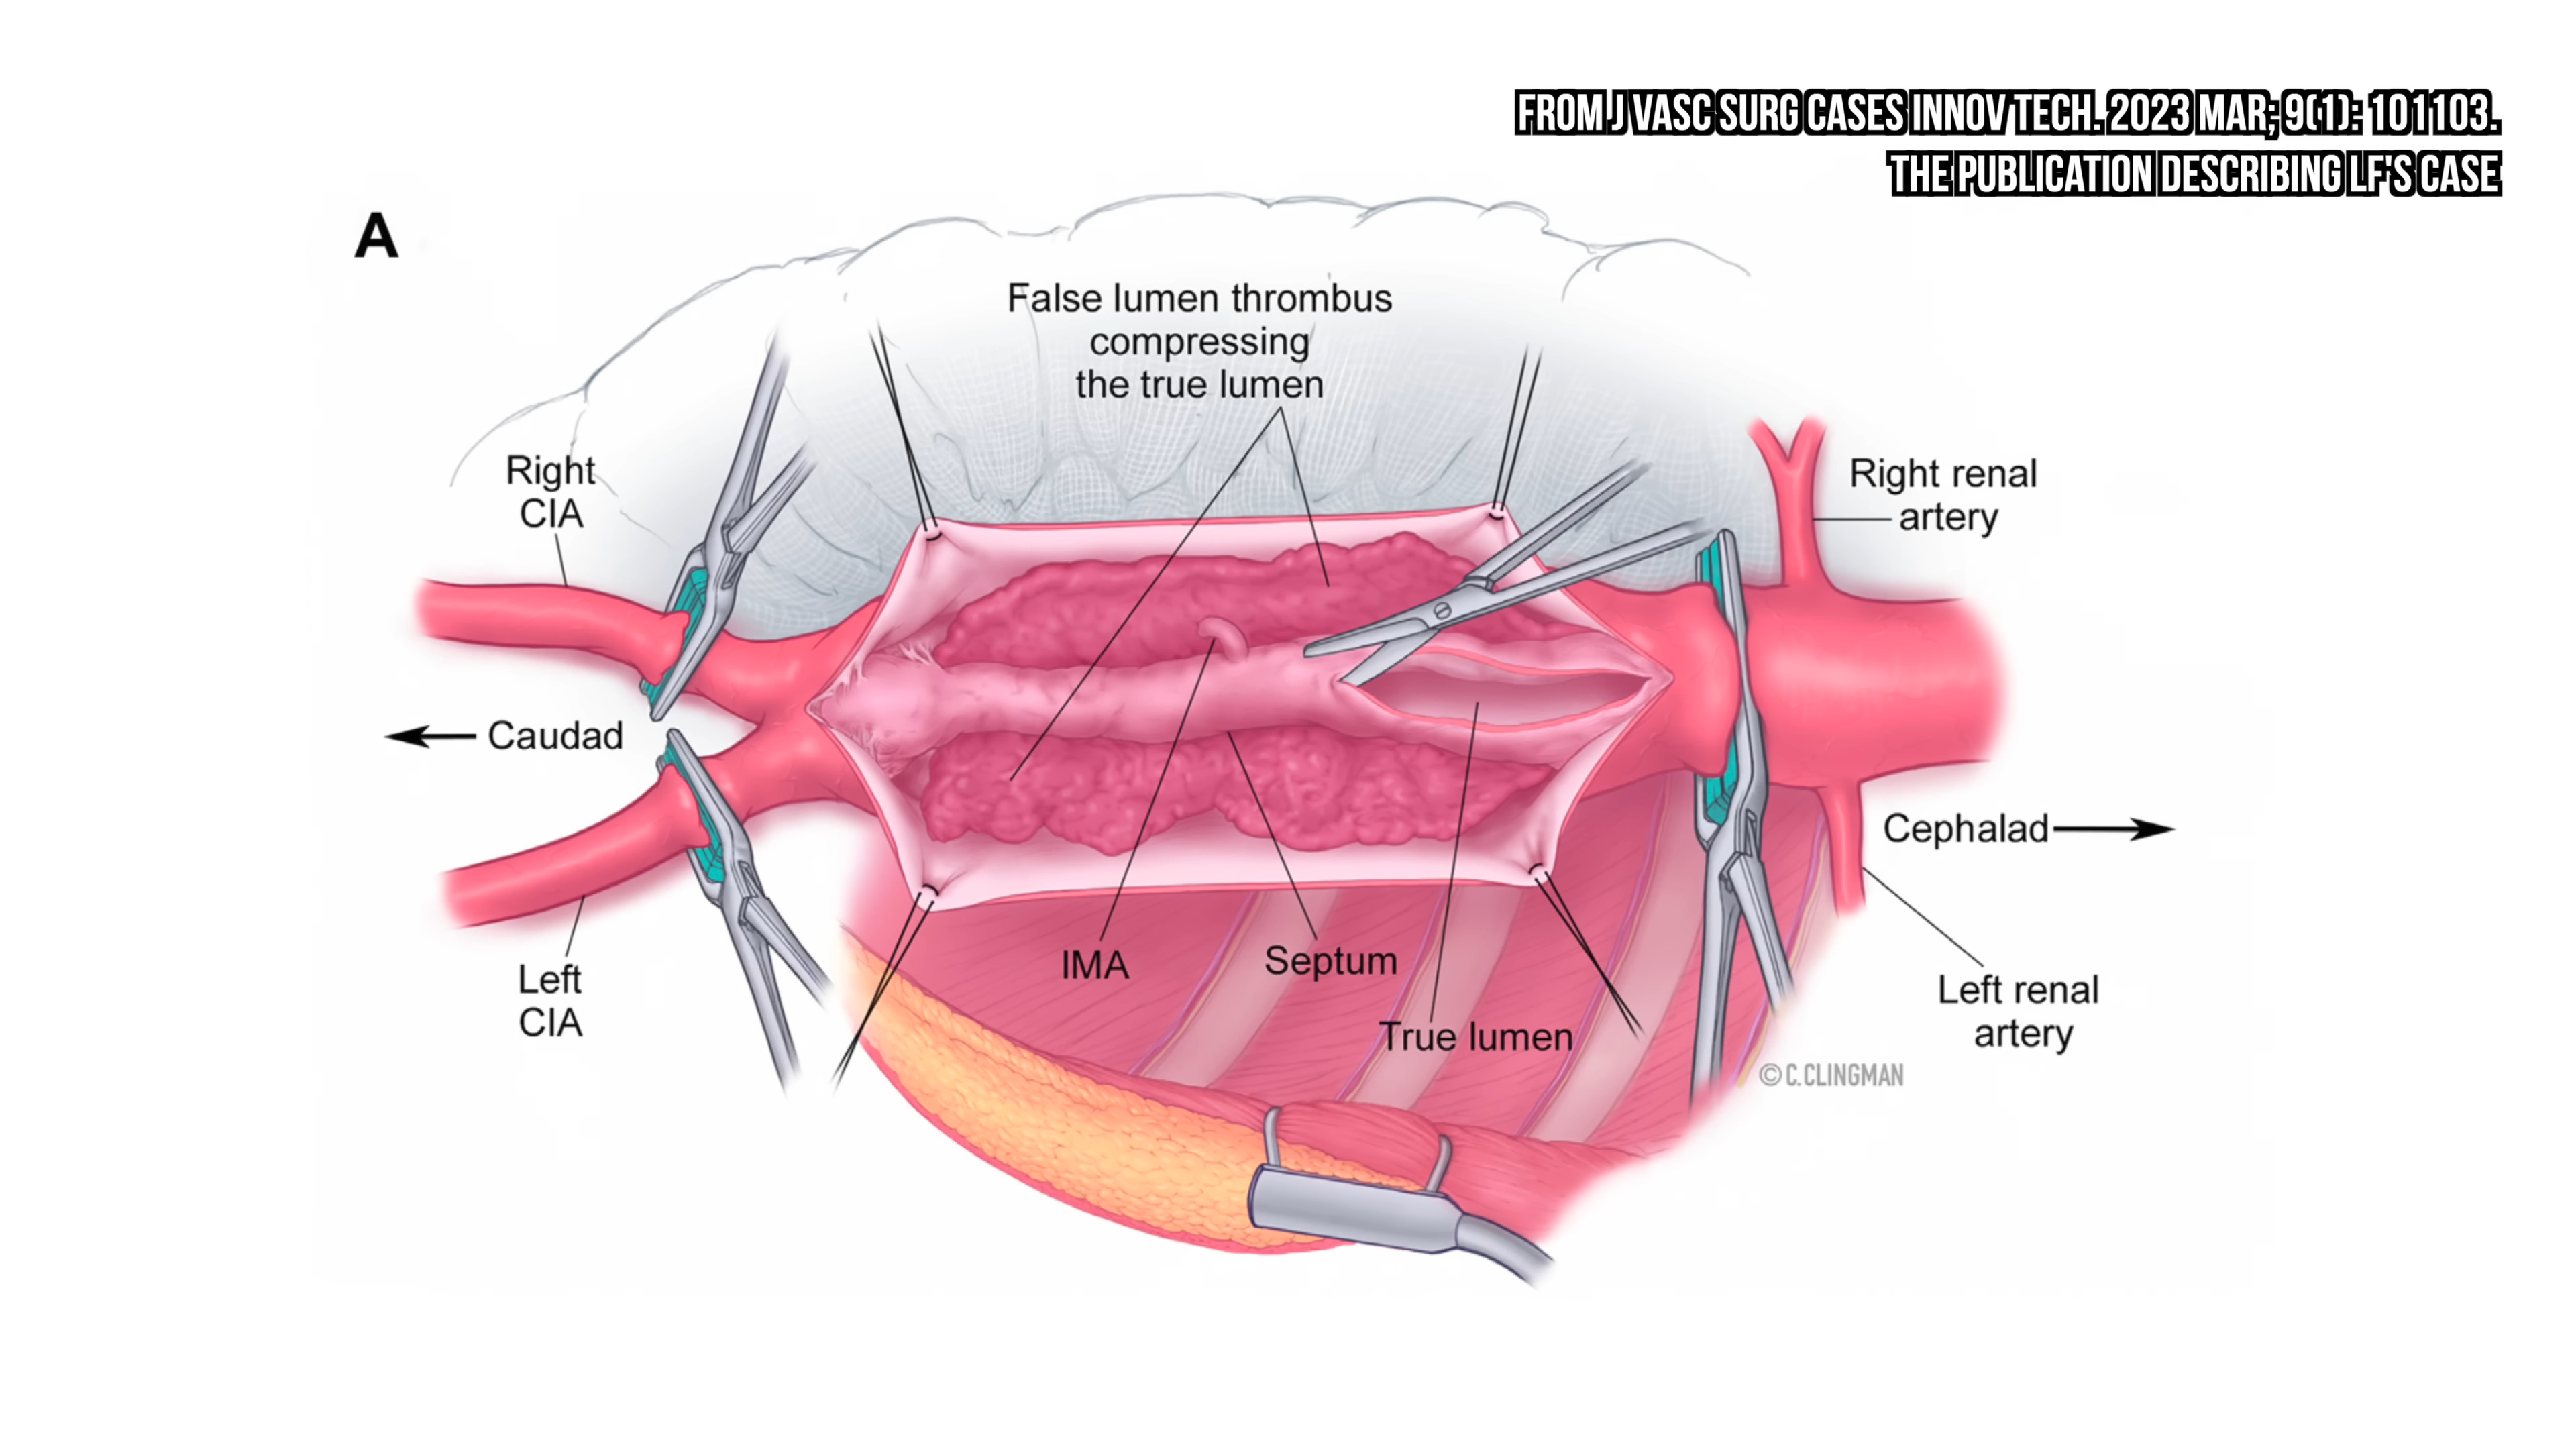 FROM J VASC SURG CASES INNOV TECH. 2023 MAR; 9(1): 101103.
THE PUBLICATION DESCRIBING LF'S CASE
A
False lumen thrombus
compressing
the true lumen
Right
CIA
Right renal
artery
Caudad
Cephalad
IMA
Septum
True lumen
Left
CIA
Left renal
artery
© C. CLINGMAN